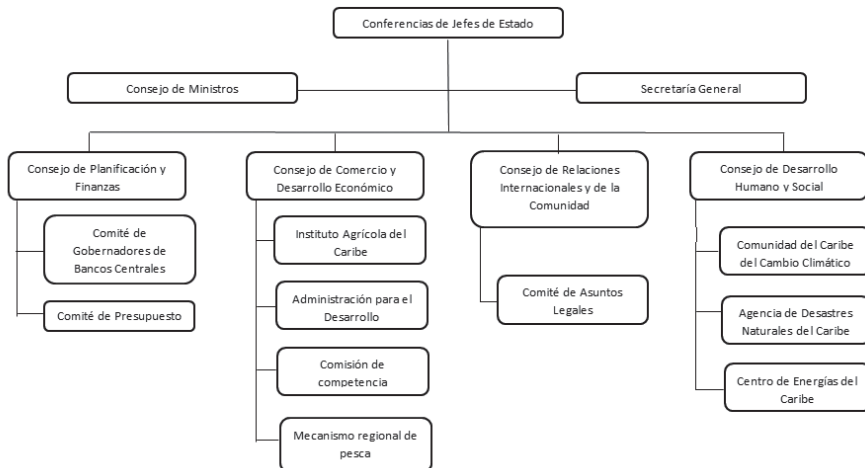 Conferencias de Jefes de Estado
Consejo de Ministros
Secretaría General
Consejo de Planificación y
Finanzas
Comité de
Gobernadores de
Bancos Centrales
Comité de Presupuesto
Consejo de Comercio y
Desarrollo Económico
Instituto Agrícola del
Caribe
Administración para el
Desarrollo
Comisión de
competencia
Mecanismo regional de
pesca
Consejo de Relaciones
Internacionales y de la
Comunidad
Comité de Asuntos
Legales
Consejo de Desarrollo
Humano y Social
Comunidad del Caribe
del Cambio Climático
Agencia de Desastres
Naturales del Caribe
Centro de Energías del
Caribe